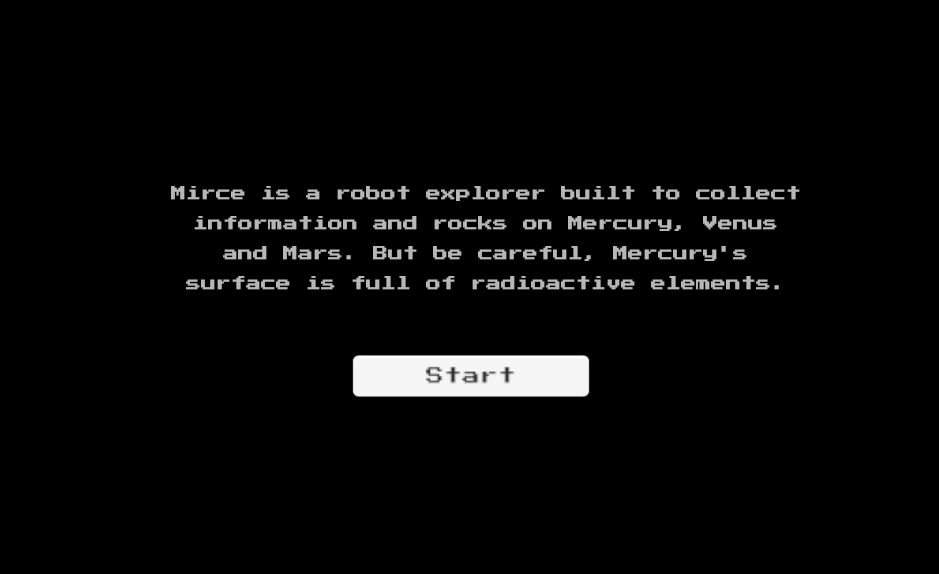 Mirce is a robot explorer built to collect
information and rocks on Mercury, Venus
and Mars. But be careful, Mercury's
surface is full of radioactive elements.
Start